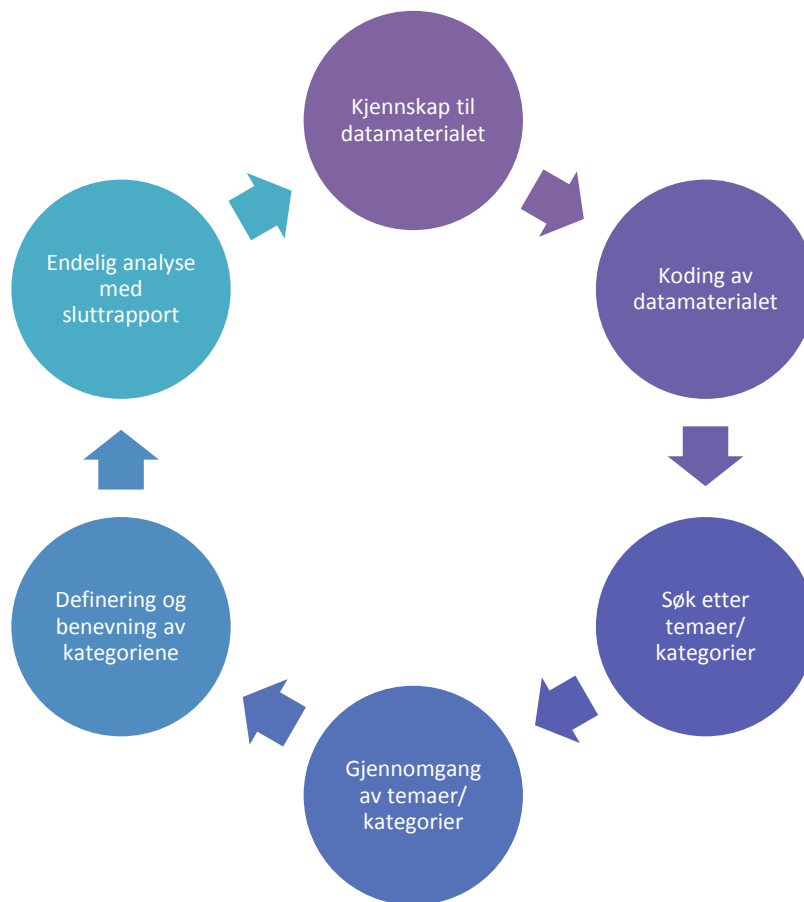 Kjennskap til
datamaterialet
Koding av
datamaterialet
Søk etter
temaer/
kategorier
Gjennomgang
av temaer/
kategorier
Definering og
benevning av
kategoriene
Endelig analyse
med
sluttrapport